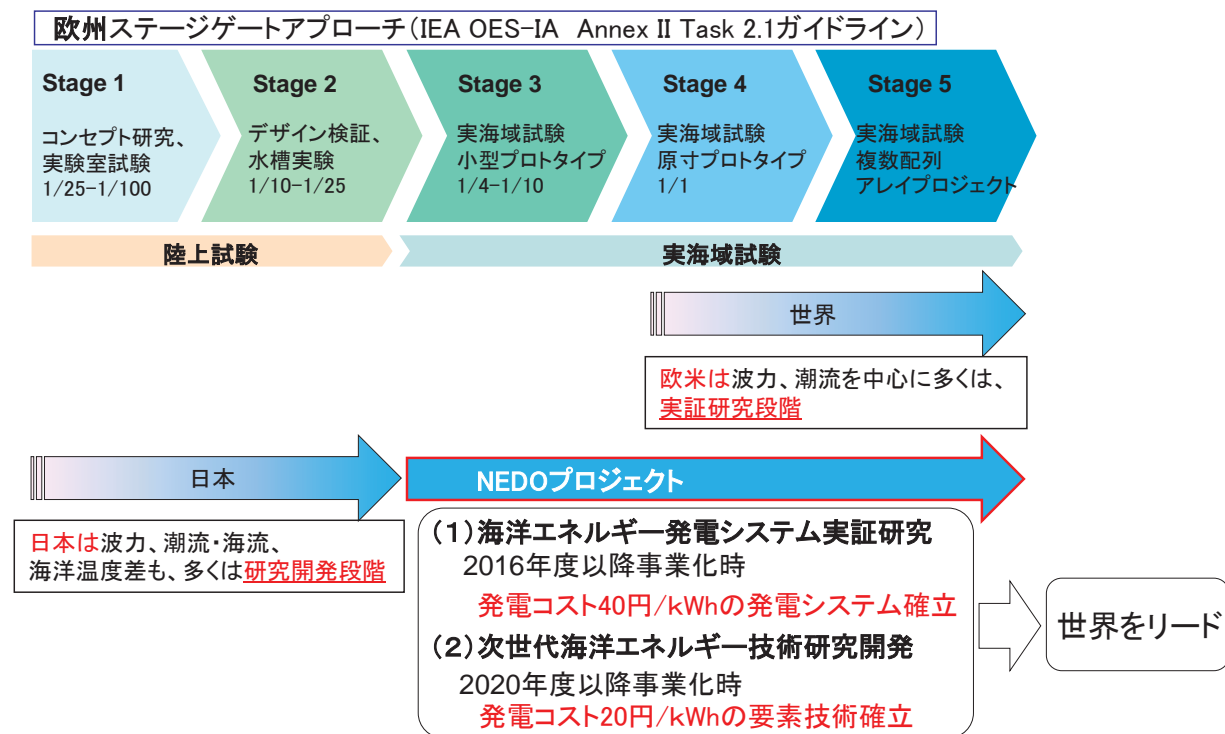 欧州ステージゲートアプローチ(IEA OES-IA Annex II Task 2.1ガイドライン)
Stage 1
コンセプト研究、
実験室試験
1/25-1/100
Stage 2
デザイン検証、
水槽実験
1/10-1/25
Stage 3
実海域試験
小型プロトタイプ
1/4-1/10
Stage 4
実海域試験
原寸プロトタイプ
1/1
Stage 5
実海域試験
複数配列
アレイプロジェクト
陸上試験
実海域試験
世界
欧米は波力、潮流を中心に多くは、
実証研究段階
日本
日本は波力、潮流・海流、
海洋温度差も、多くは研究開発段階
NEDOプロジェクト
(1)海洋エネルギー発電システム実証研究
2016年度以降事業化時
発電コスト40円/kWhの発電システム確立
(2)次世代海洋エネルギー技術研究開発
2020年度以降事業化時
発電コスト20円/kWhの要素技術確立
世界をリード